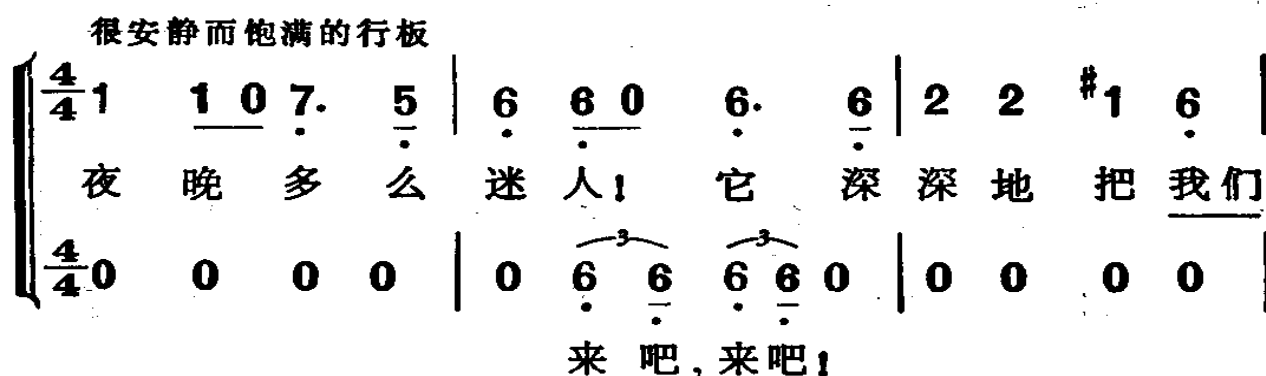 很安静而饱满的行板
4/4 1 1 0 7. 5 | 6 6 0 6. 6 | 2 2 #1 6 |
夜晚多么迷人！它深深地把我们
4/4 0 0 0 0 | 0 6 6 6 6 0 | 0 0 0 0 |
3 3
来吧，来吧！